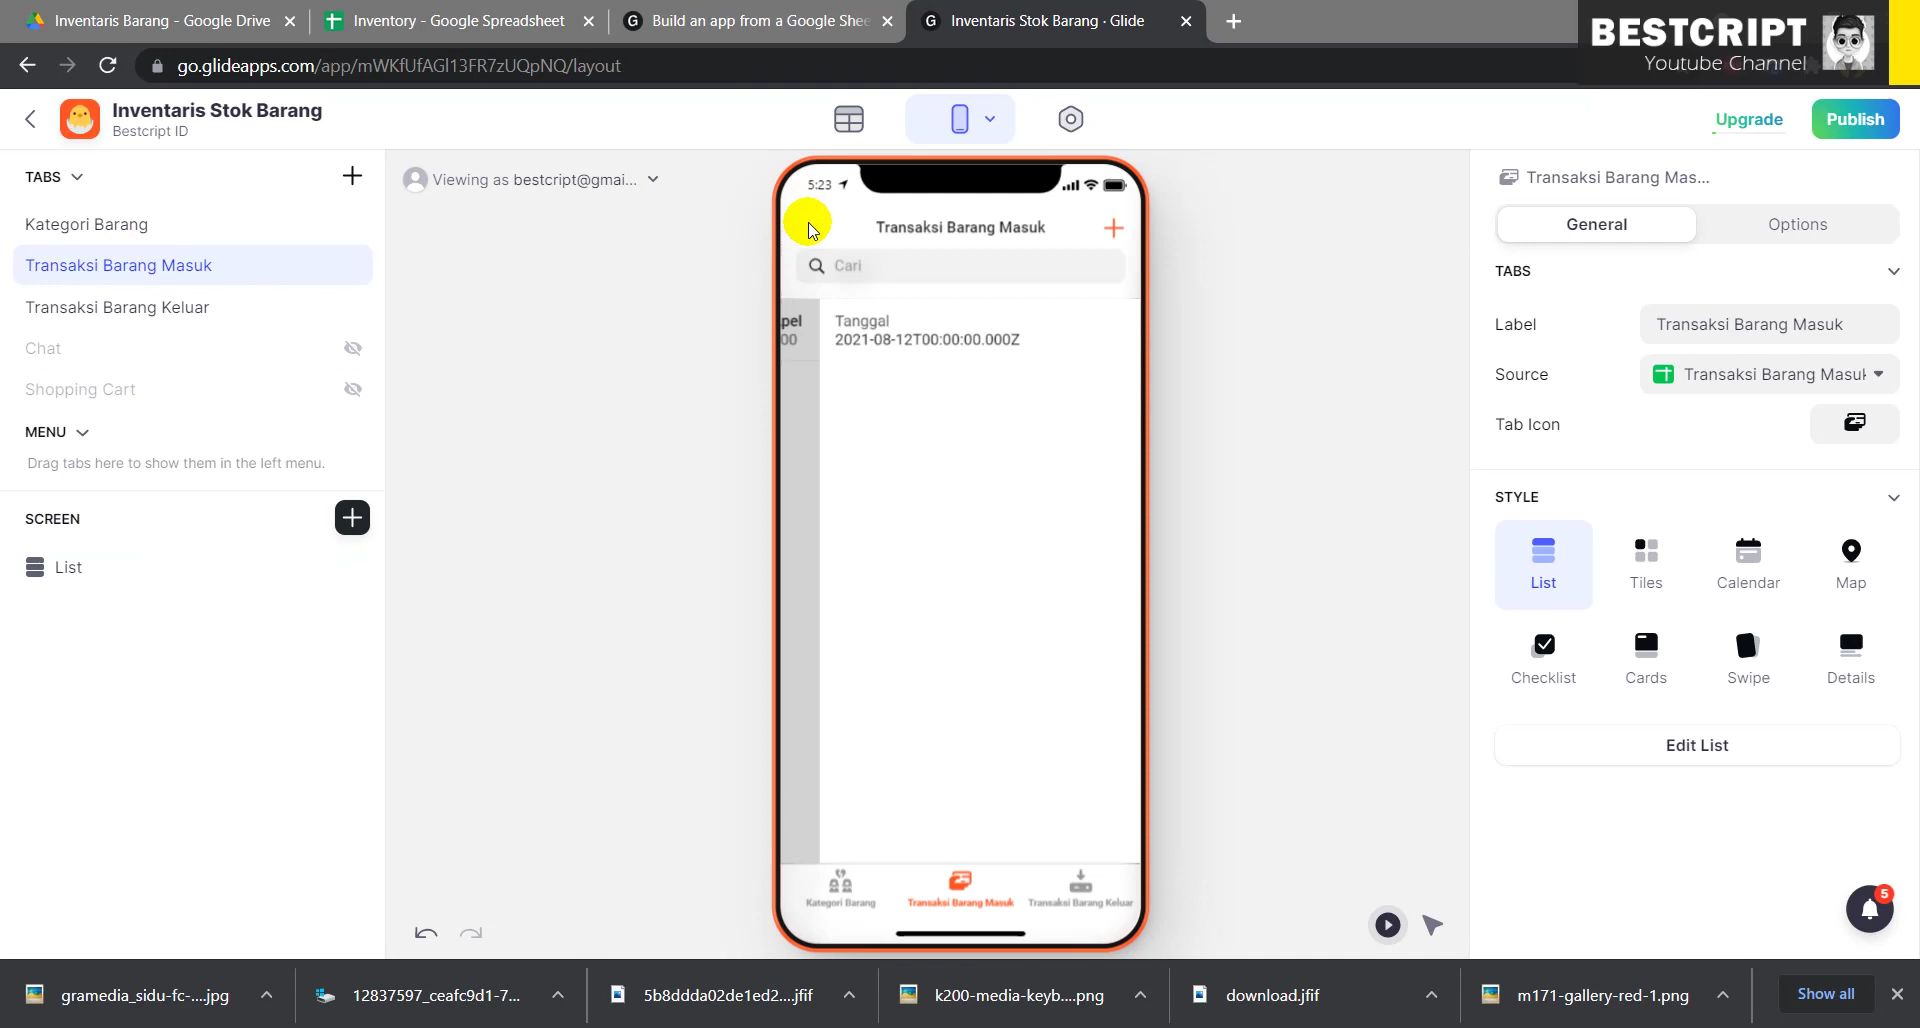 Inventaris Barang - Google Drive
Inventory - Google Spreadsheet
Build an app from a Google Shee
Inventaris Stok Barang · Glide
BESTCRIPT
Youtube Channel
go.glideapps.com/app/mWKfUfAGl13FR7zUQpNQ/layout
Inventaris Stok Barang
Bestcript ID
Upgrade
Publish
TABS
Kategori Barang
Transaksi Barang Masuk
Transaksi Barang Keluar
Chat
Shopping Cart
MENU
Drag tabs here to show them in the left menu.
SCREEN
List
Viewing as bestcript@gmai...
5:23
Transaksi Barang Masuk
Cari
pel
00
Tanggal
2021-08-12T00:00:00.000Z
Kategori Barang
Transaksi Barang Masuk
Transaksi Barang Keluar
Transaksi Barang Mas...
General
Options
TABS
Label
Transaksi Barang Masuk
Source
Transaksi Barang Masuk
Tab Icon
STYLE
List
Tiles
Calendar
Map
Checklist
Cards
Swipe
Details
Edit List
5
gramedia_sidu-fc-....jpg
12837597_ceafc9d1-7...
5b8ddda02de1ed2....jfif
k200-media-keyb....png
download.jfif
m171-gallery-red-1.png
Show all